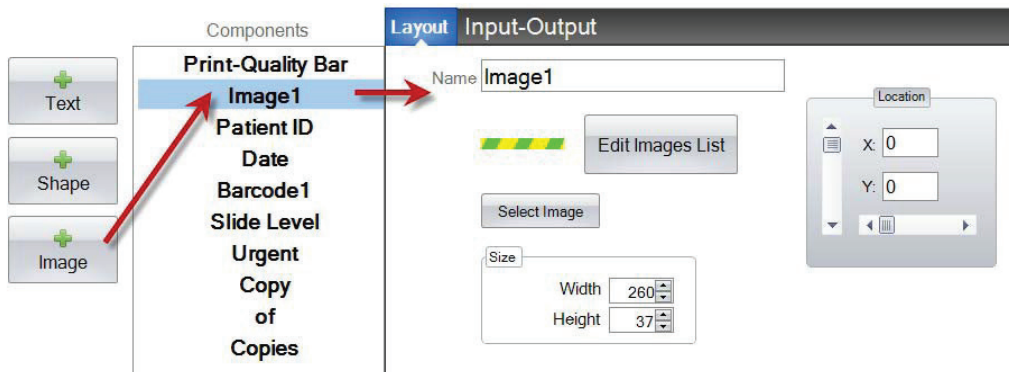 Components
Text
Shape
Image
Print-Quality Bar
Image1
Patient ID
Date
Barcode1
Slide Level
Urgent
Copy
of
Copies
Layout Input-Output
Name Image1
Edit Images List
Select Image
Size
Width 260
Height 37
Location
X: 0
Y: 0